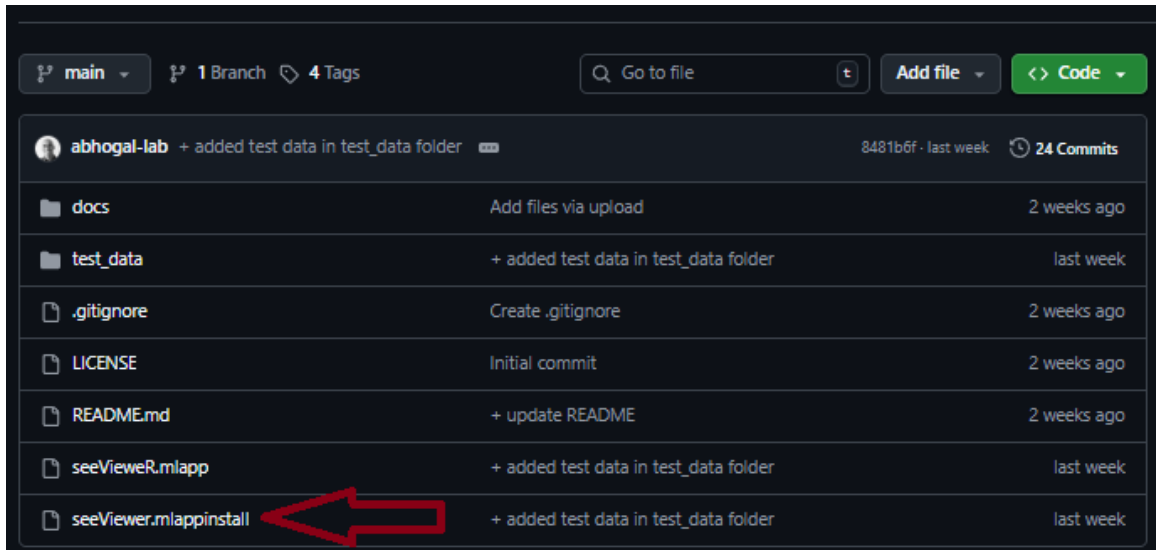 main 1 Branch 4 Tags Go to file t Add file <> Code
abhogal-lab + added test data in test_data folder 8481b6f · last week 24 Commits
docs Add files via upload 2 weeks ago
test_data + added test data in test_data folder last week
.gitignore Create .gitignore 2 weeks ago
LICENSE Initial commit 2 weeks ago
README.md + update README 2 weeks ago
seeVieweR.mlapp + added test data in test_data folder last week
seeViewer.mlappinstall + added test data in test_data folder last week